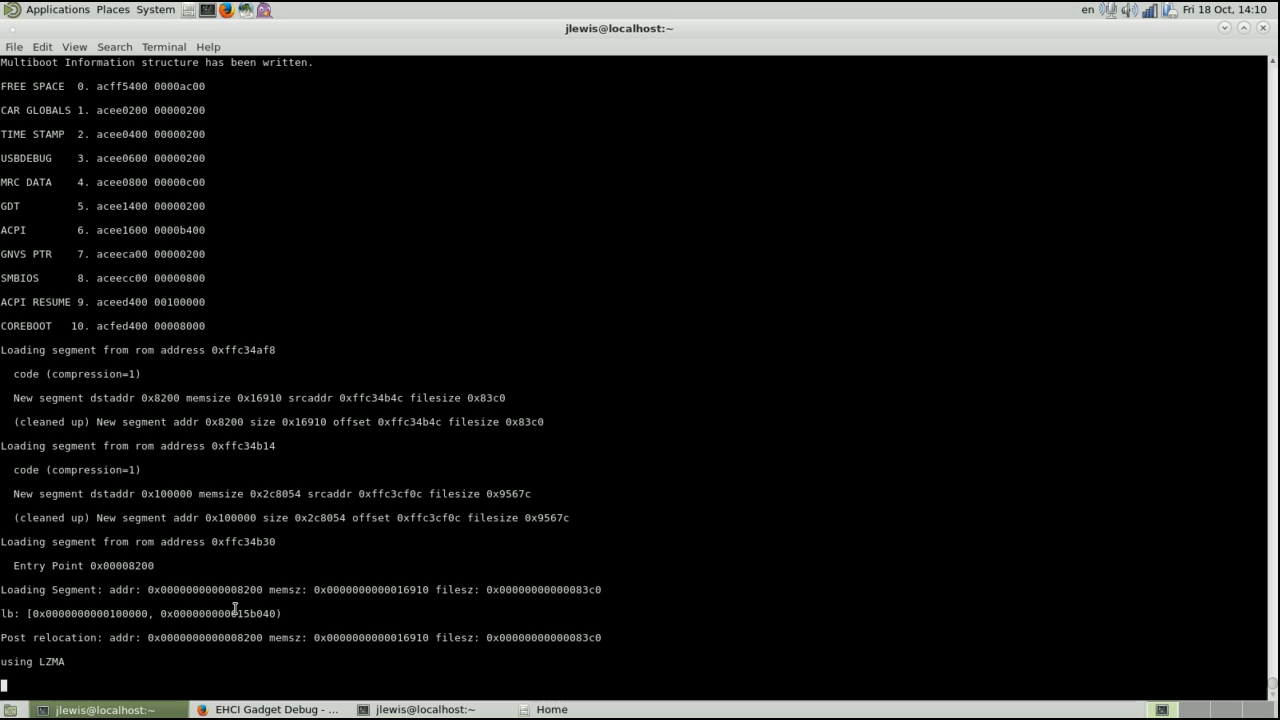 Applications Places System en Fri 18 Oct, 14:10
jlewis@localhost:~
File Edit View Search Terminal Help
Multiboot Information structure has been written.
FREE SPACE  0. acff5400 0000ac00
CAR GLOBALS 1. acee0200 00000200
TIME STAMP  2. acee0400 00000200
USBDEBUG    3. acee0600 00000200
MRC DATA    4. acee0800 00000c00
GDT         5. acee1400 00000200
ACPI        6. acee1600 0000b400
GNVS PTR    7. aceeca00 00000200
SMBIOS      8. aceecc00 00000800
ACPI RESUME 9. aceed400 00100000
COREBOOT   10. acfed400 00008000
Loading segment from rom address 0xffc34af8
  code (compression=1)
  New segment dstaddr 0x8200 memsize 0x16910 srcaddr 0xffc34b4c filesize 0x83c0
  (cleaned up) New segment addr 0x8200 size 0x16910 offset 0xffc34b4c filesize 0x83c0
Loading segment from rom address 0xffc34b14
  code (compression=1)
  New segment dstaddr 0x100000 memsize 0x2c8054 srcaddr 0xffc3cf0c filesize 0x9567c
  (cleaned up) New segment addr 0x100000 size 0x2c8054 offset 0xffc3cf0c filesize 0x9567c
Loading segment from rom address 0xffc34b30
  Entry Point 0x00008200
Loading Segment: addr: 0x0000000000008200 memsz: 0x0000000000016910 filesz: 0x00000000000083c0
lb: [0x0000000000100000, 0x000000000015b040)
Post relocation: addr: 0x0000000000008200 memsz: 0x0000000000016910 filesz: 0x00000000000083c0
using LZMA
jlewis@localhost:~ EHCI Gadget Debug - ... jlewis@localhost:~ Home